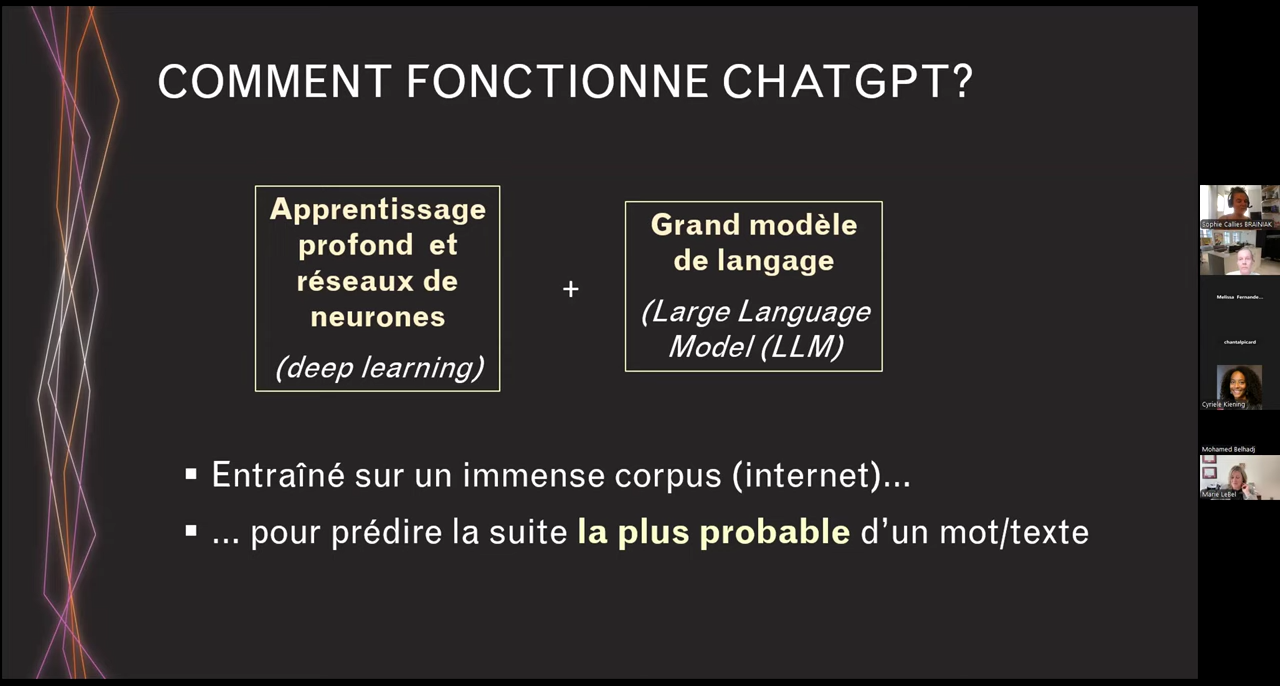 COMMENT FONCTIONNE CHATGPT?
Apprentissage
profond et
réseaux de
neurones
(deep learning)
+
Grand modèle
de langage
(Large Language
Model (LLM)
▪ Entraîné sur un immense corpus (internet)...
▪ ... pour prédire la suite la plus probable d'un mot/texte
Sophie Callies BRAINIAK
Melissa Fernande...
chantalpicard
Cyriele Kiening
Mohamed Belhadj
Marie LeBel